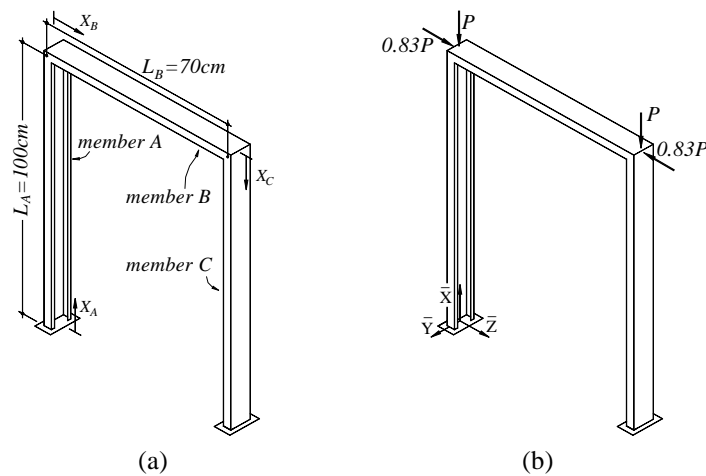 X_B
L_B=70cm
L_A=100cm
member A
member B
X_C
member C
X_A
(a)
P
0.83P
P
0.83P
X̄
Ȳ
Z̄
(b)